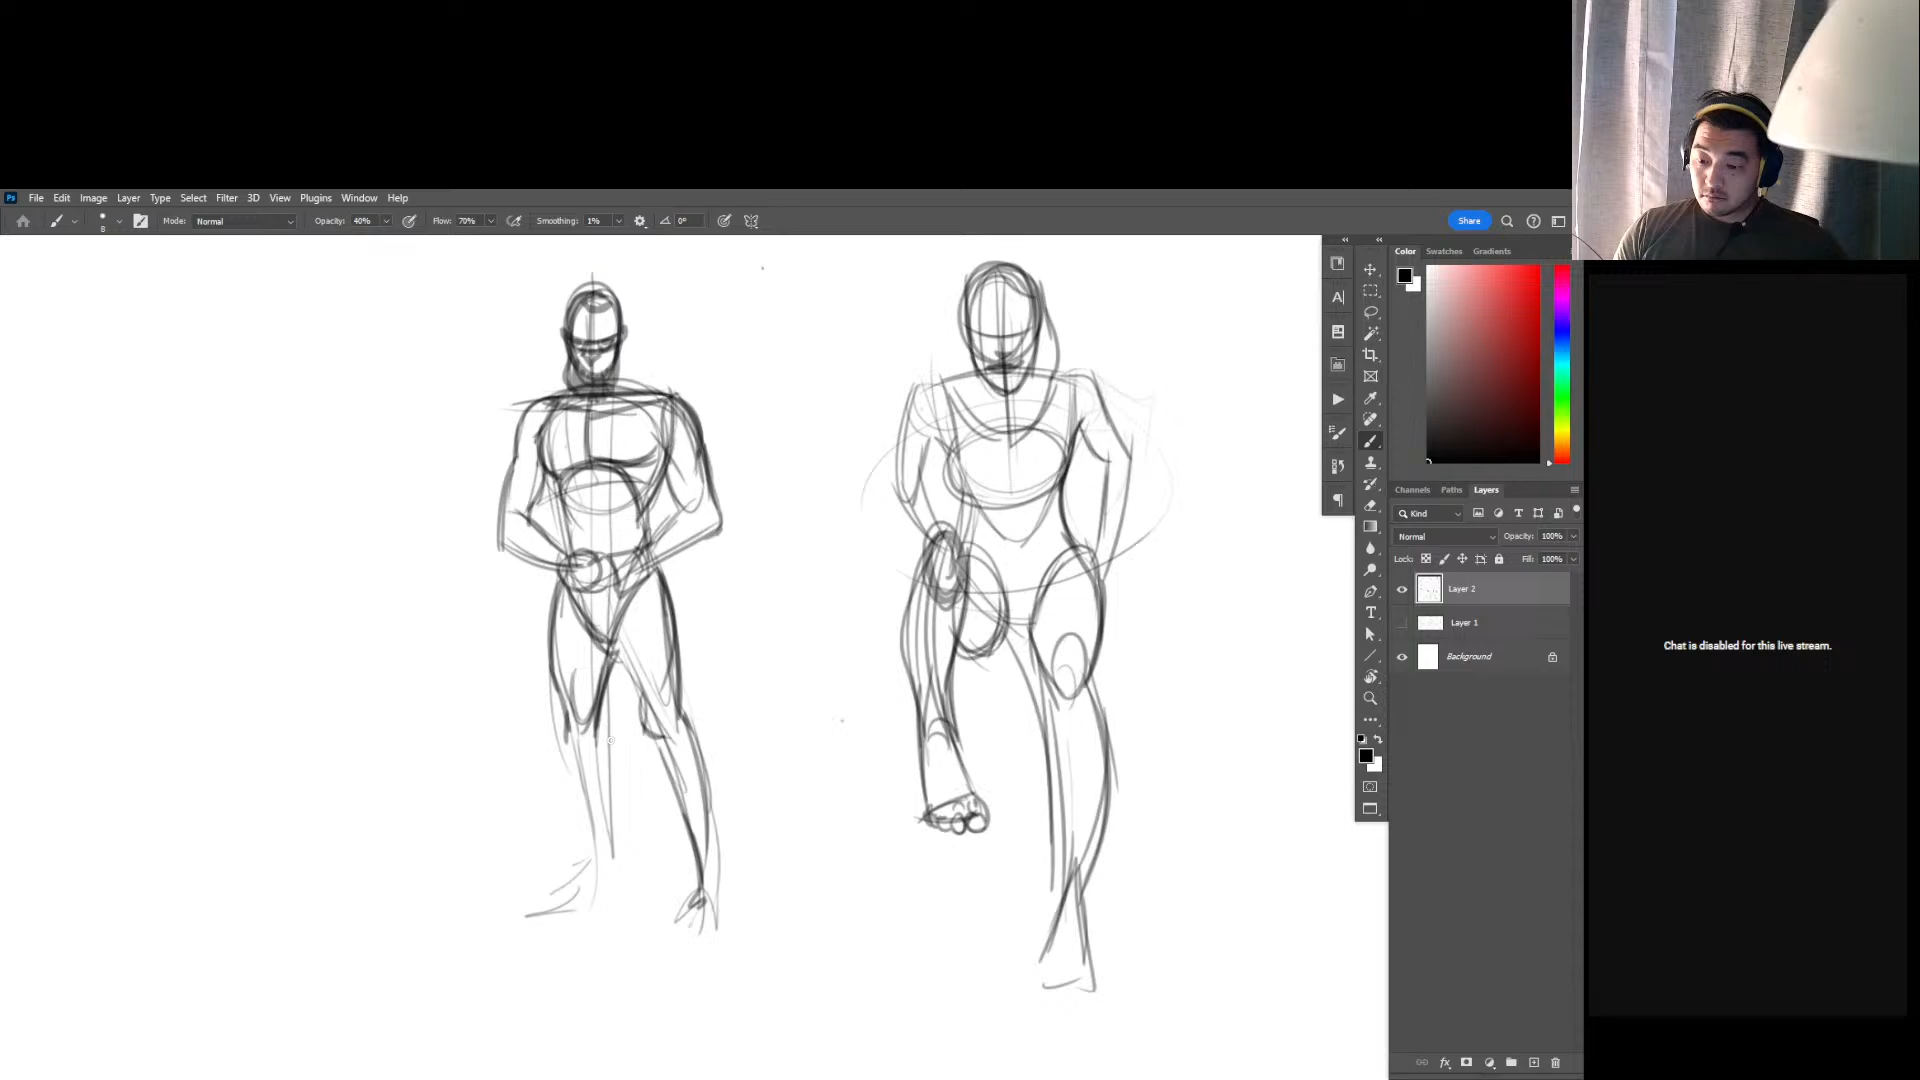 Ps File Edit Image Layer Type Select Filter 3D View Plugins Window Help
8 Mode: Normal Opacity: 40% Flow: 70% Smoothing: 1% 0° Share
Color Swatches Gradients
Channels Paths Layers
Kind
Normal Opacity: 100%
Lock: Fill: 100%
Layer 2
Layer 1
Background
Chat is disabled for this live stream.